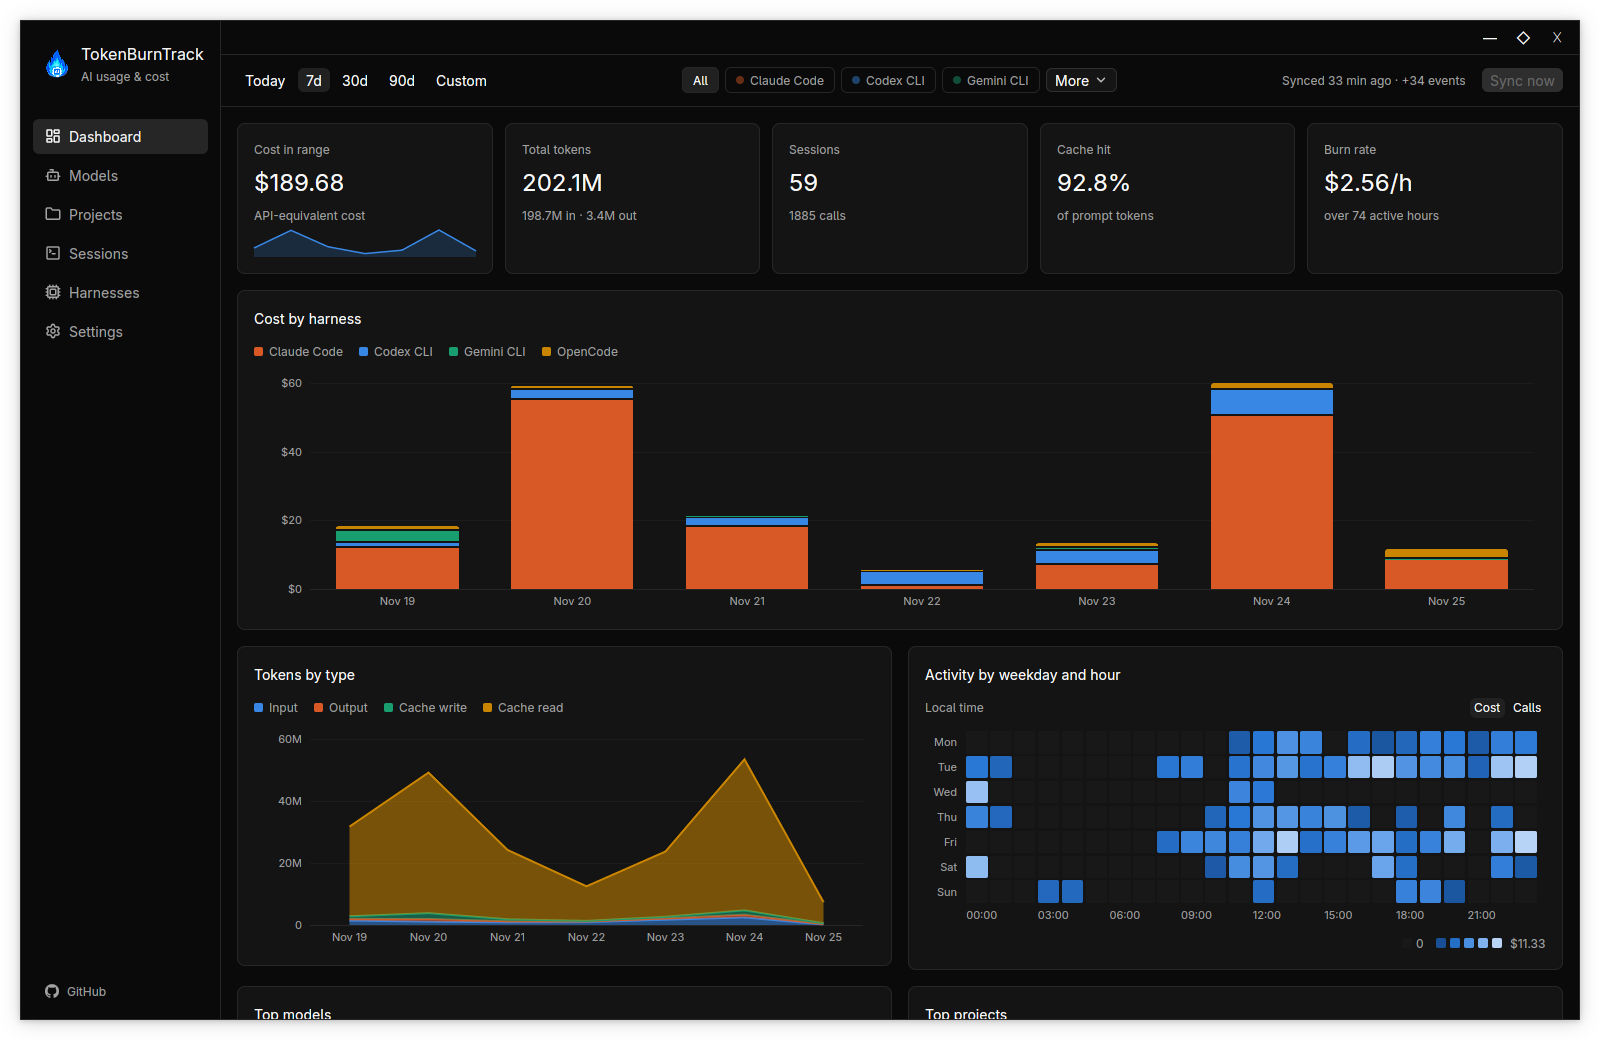 TokenBurnTrack
AI usage & cost
Dashboard
Models
Projects
Sessions
Harnesses
Settings
GitHub
Today 7d 30d 90d Custom
All Claude Code Codex CLI Gemini CLI More
Synced 33 min ago · +34 events Sync now
Cost in range
$189.68
API-equivalent cost
Total tokens
202.1M
198.7M in · 3.4M out
Sessions
59
1885 calls
Cache hit
92.8%
of prompt tokens
Burn rate
$2.56/h
over 74 active hours
Cost by harness
Claude Code Codex CLI Gemini CLI OpenCode
$60
$40
$20
$0
Nov 19 Nov 20 Nov 21 Nov 22 Nov 23 Nov 24 Nov 25
Tokens by type
Input Output Cache write Cache read
60M
40M
20M
0
Nov 19 Nov 20 Nov 21 Nov 22 Nov 23 Nov 24 Nov 25
Activity by weekday and hour
Local time Cost Calls
Mon
Tue
Wed
Thu
Fri
Sat
Sun
00:00 03:00 06:00 09:00 12:00 15:00 18:00 21:00
0 $11.33
Top models
Top projects